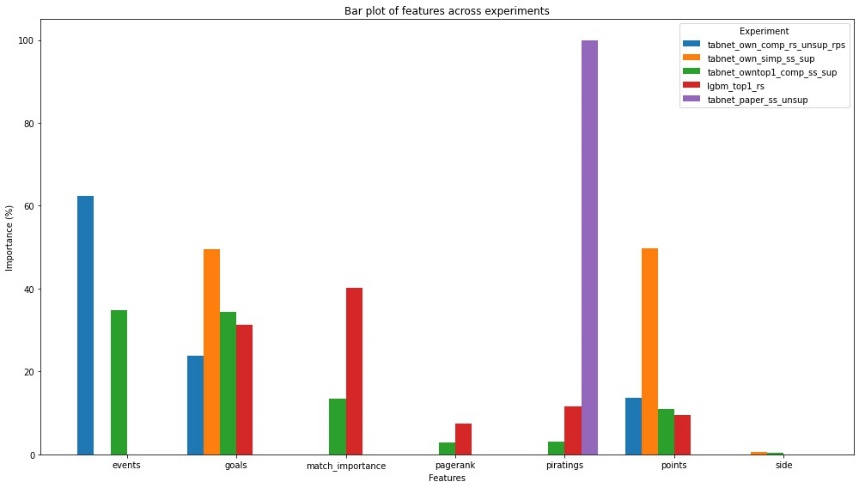 Bar plot of features across experiments
Experiment
tabnet_own_comp_rs_unsup_rps
tabnet_own_simp_ss_sup
tabnet_owntop1_comp_ss_sup
lgbm_top1_rs
tabnet_paper_ss_unsup
100
80
60
40
20
0
Importance (%)
events goals match_importance pagerank piratings points side
Features